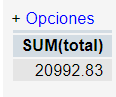 + Opciones
SUM(total)
20992.83